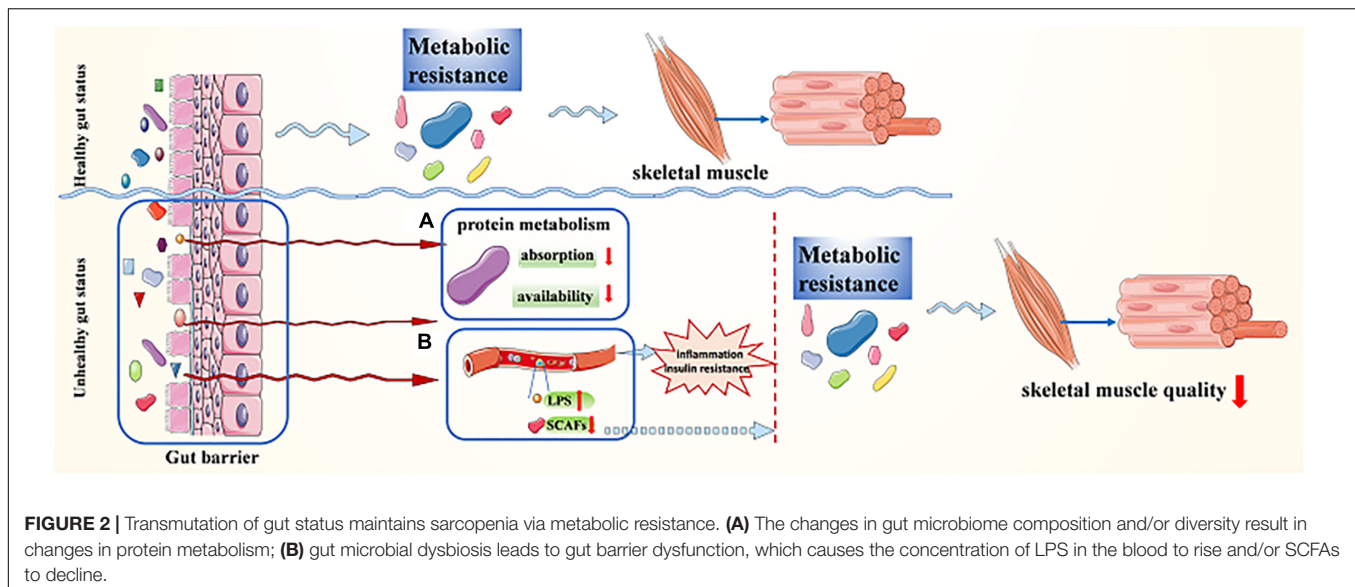 Healthy gut status
Metabolic
resistance
skeletal muscle
Unhealthy gut status
A
protein metabolism
absorption
availability
B
LPS
SCAFs
Inflammation
insulin resistance
Metabolic
resistance
skeletal muscle quality
Gut barrier
FIGURE 2 | Transmutation of gut status maintains sarcopenia via metabolic resistance. (A) The changes in gut microbiome composition and/or diversity result in
changes in protein metabolism; (B) gut microbial dysbiosis leads to gut barrier dysfunction, which causes the concentration of LPS in the blood to rise and/or SCFAs
to decline.